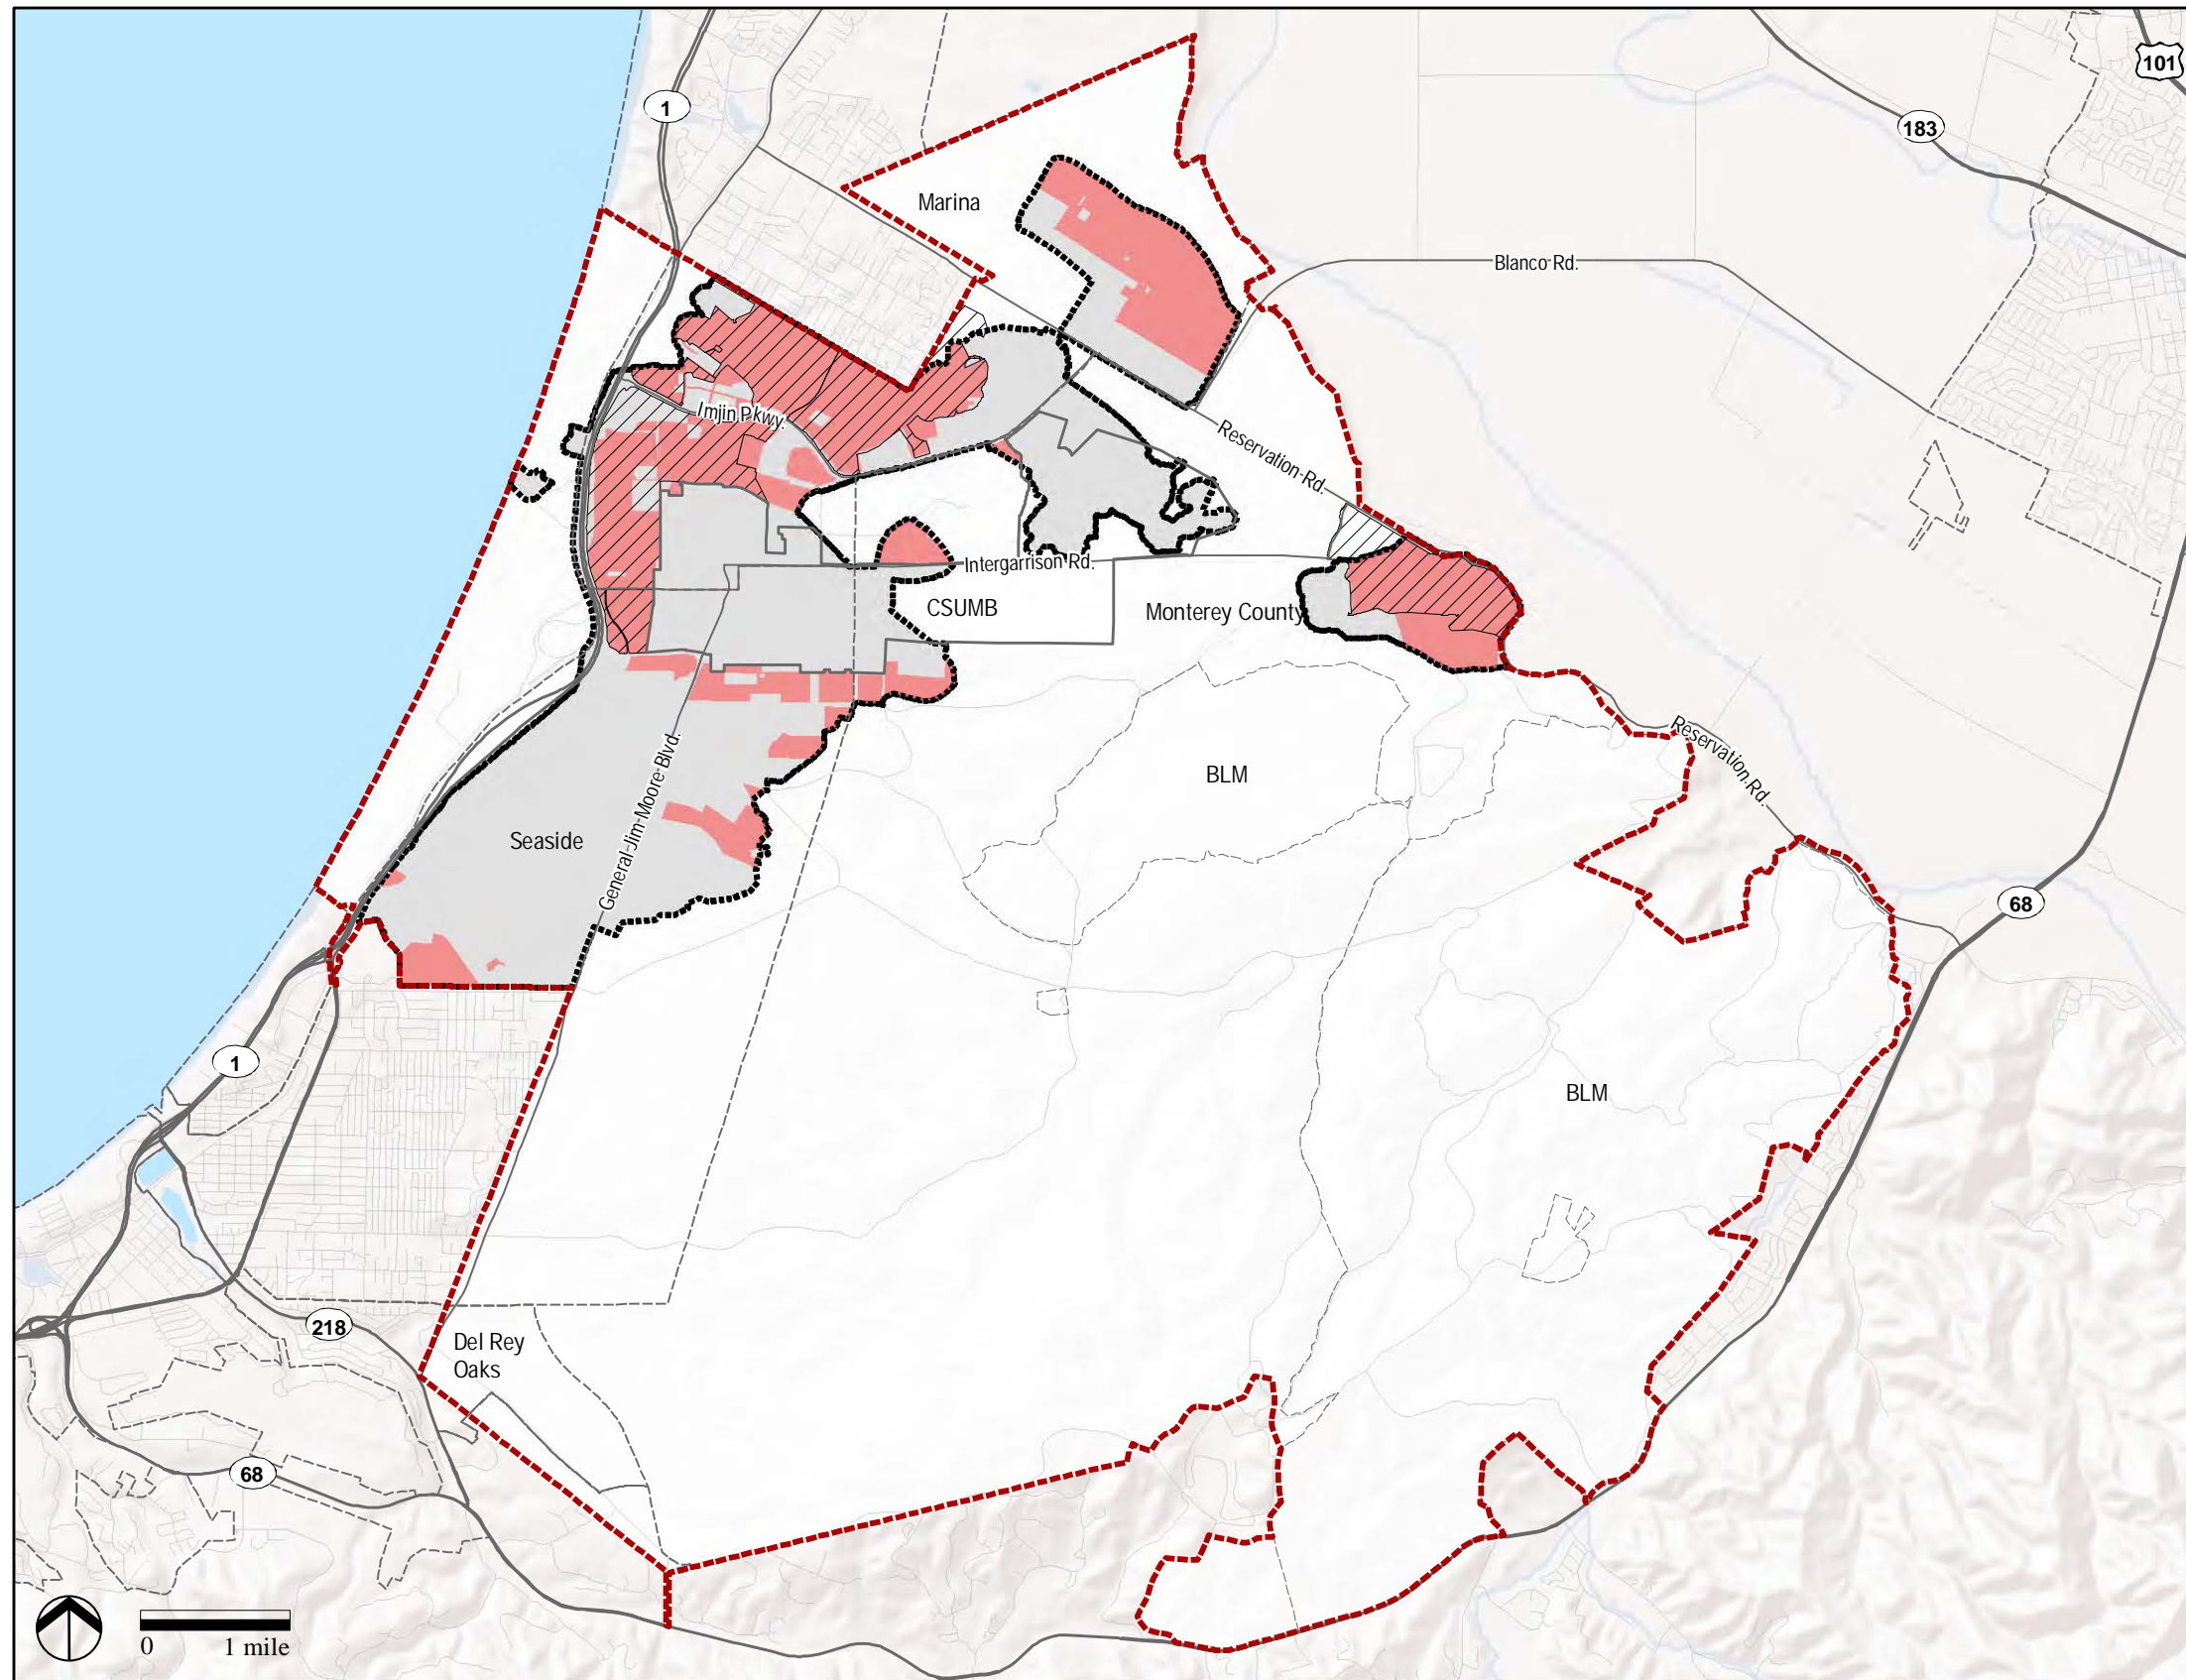 101
1
183
Marina
Blanco Rd.
Imjin Pkwy.
Reservation Rd.
Intergarrison Rd.
CSUMB
Monterey County
Reservation Rd.
General Jim Moore Blvd.
BLM
Seaside
68
1
BLM
218
Del Rey
Oaks
68
0 1 mile